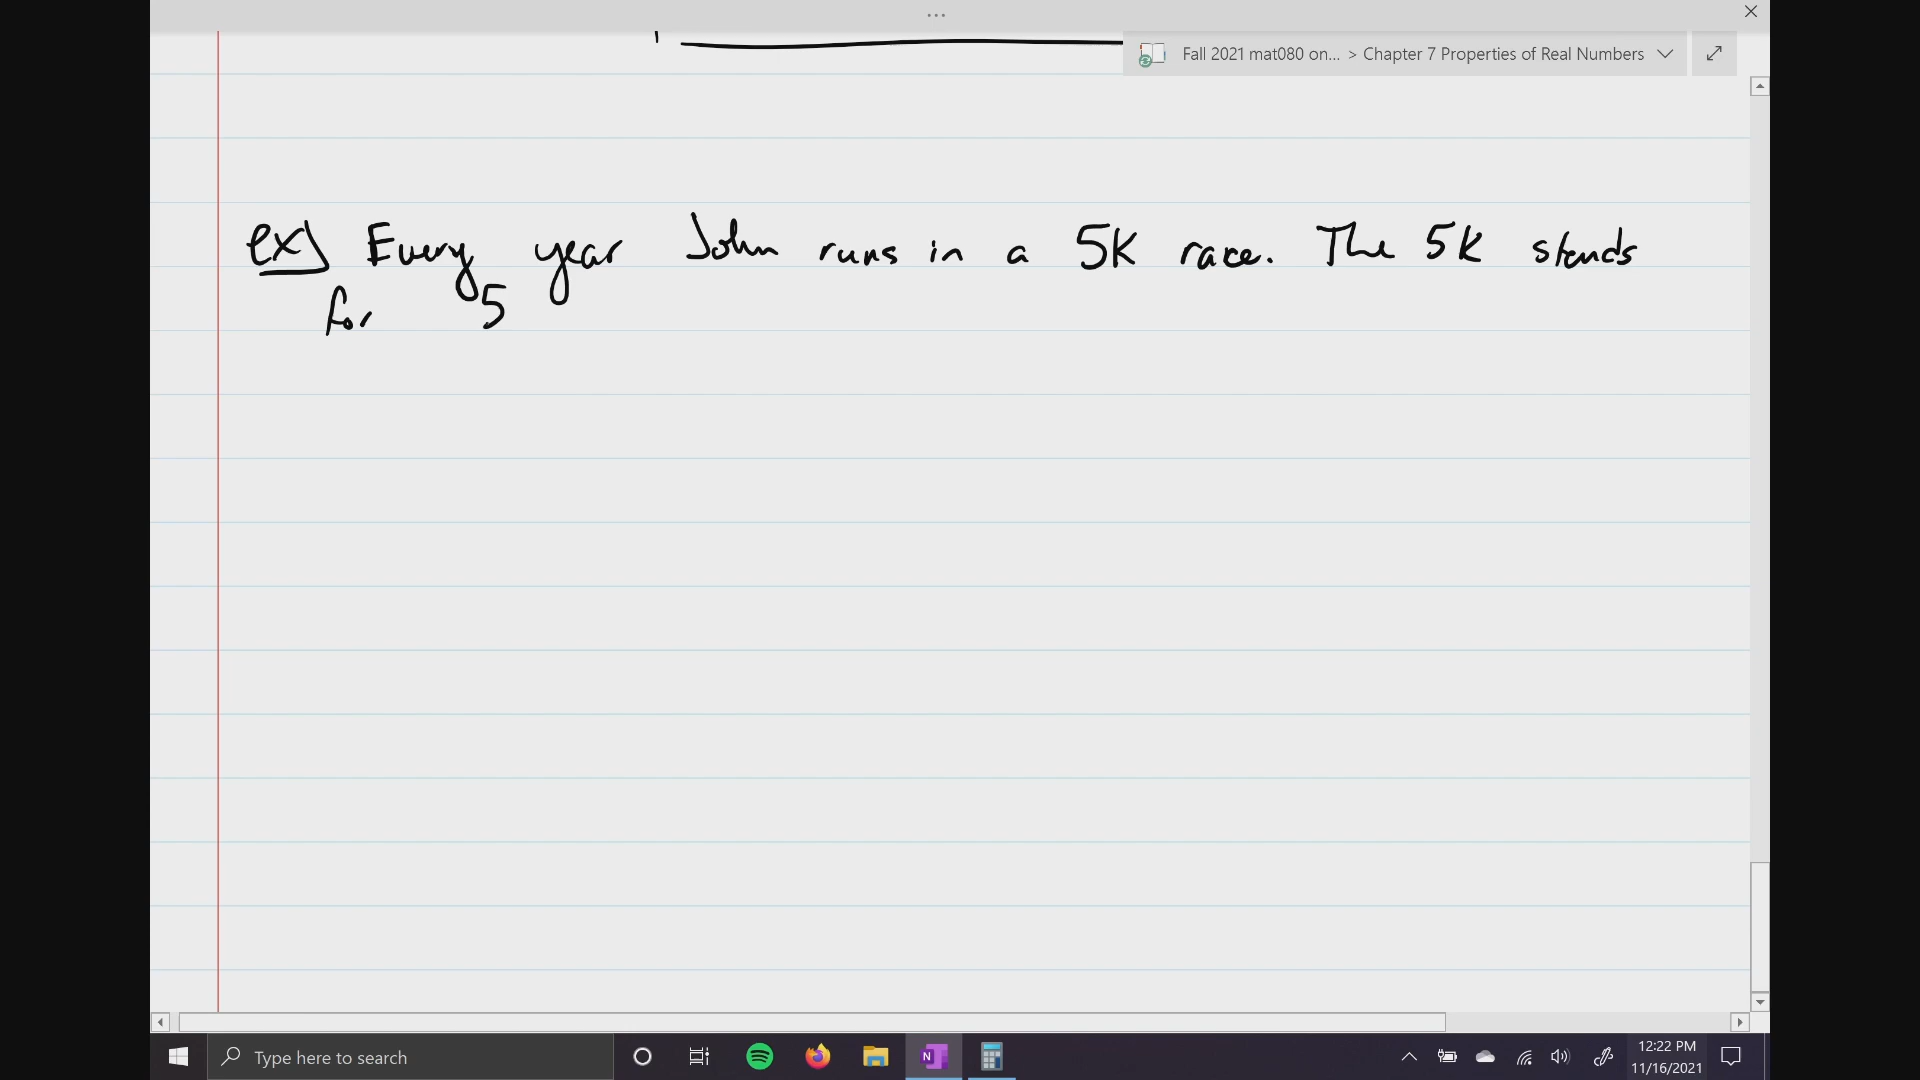 ...
Fall 2021 mat080 on... > Chapter 7 Properties of Real Numbers
ex) Every year John runs in a 5K race. The 5K stands
for 5
Type here to search
12:22 PM
11/16/2021